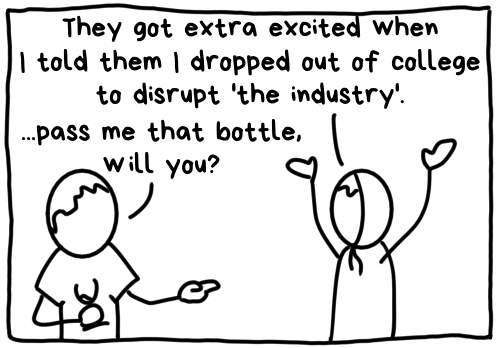 They got extra excited when
I told them I dropped out of college
to disrupt 'the industry'.
...pass me that bottle,
will you?